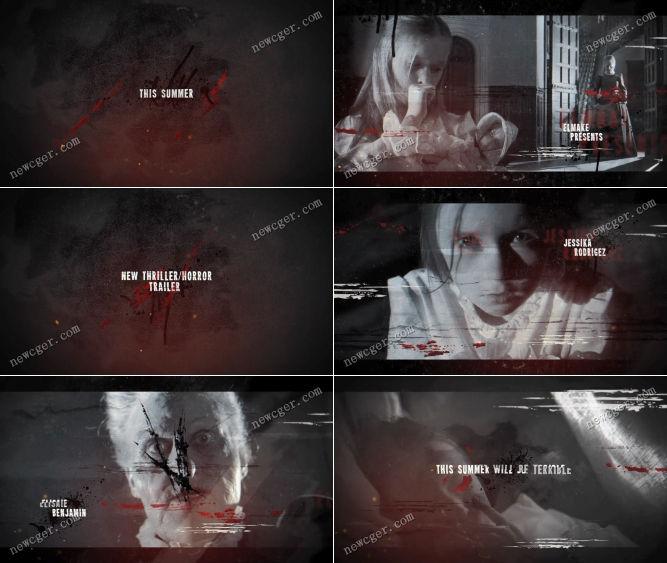 newcger.com
THIS SUMMER
newcger.com
newcger.com
ELMAKE
PRESENTS
newcger.com
newcger.com
NEW THRILLER/HORROR
TRAILER
newcger.com
newcger.com
JESSIKA
RODRIGEZ
newcger.com
newcger.com
BENJAMIN
newcger.com
newcger.com
THIS SUMMER WILL BE TERRIBLE
newcger.com